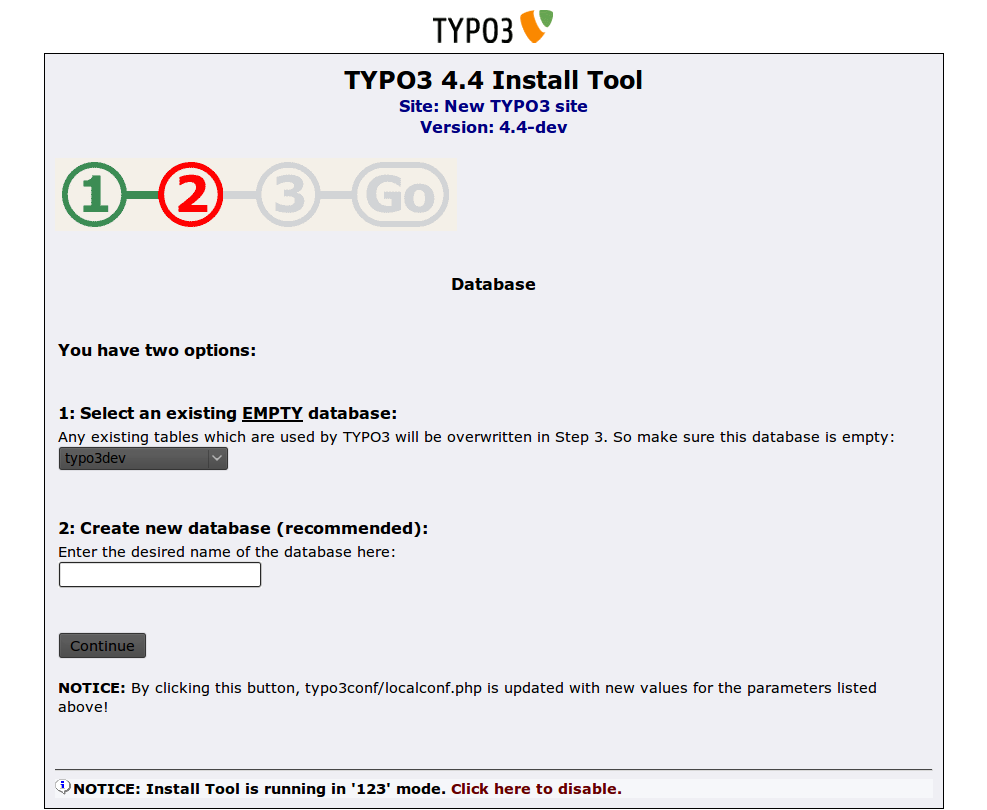 TYPO3
TYPO3 4.4 Install Tool
Site: New TYPO3 site
Version: 4.4-dev
1 2 3 Go
Database
You have two options:
1: Select an existing EMPTY database:
Any existing tables which are used by TYPO3 will be overwritten in Step 3. So make sure this database is empty:
typo3dev
2: Create new database (recommended):
Enter the desired name of the database here:
Continue
NOTICE: By clicking this button, typo3conf/localconf.php is updated with new values for the parameters listed
above!
NOTICE: Install Tool is running in '123' mode. Click here to disable.